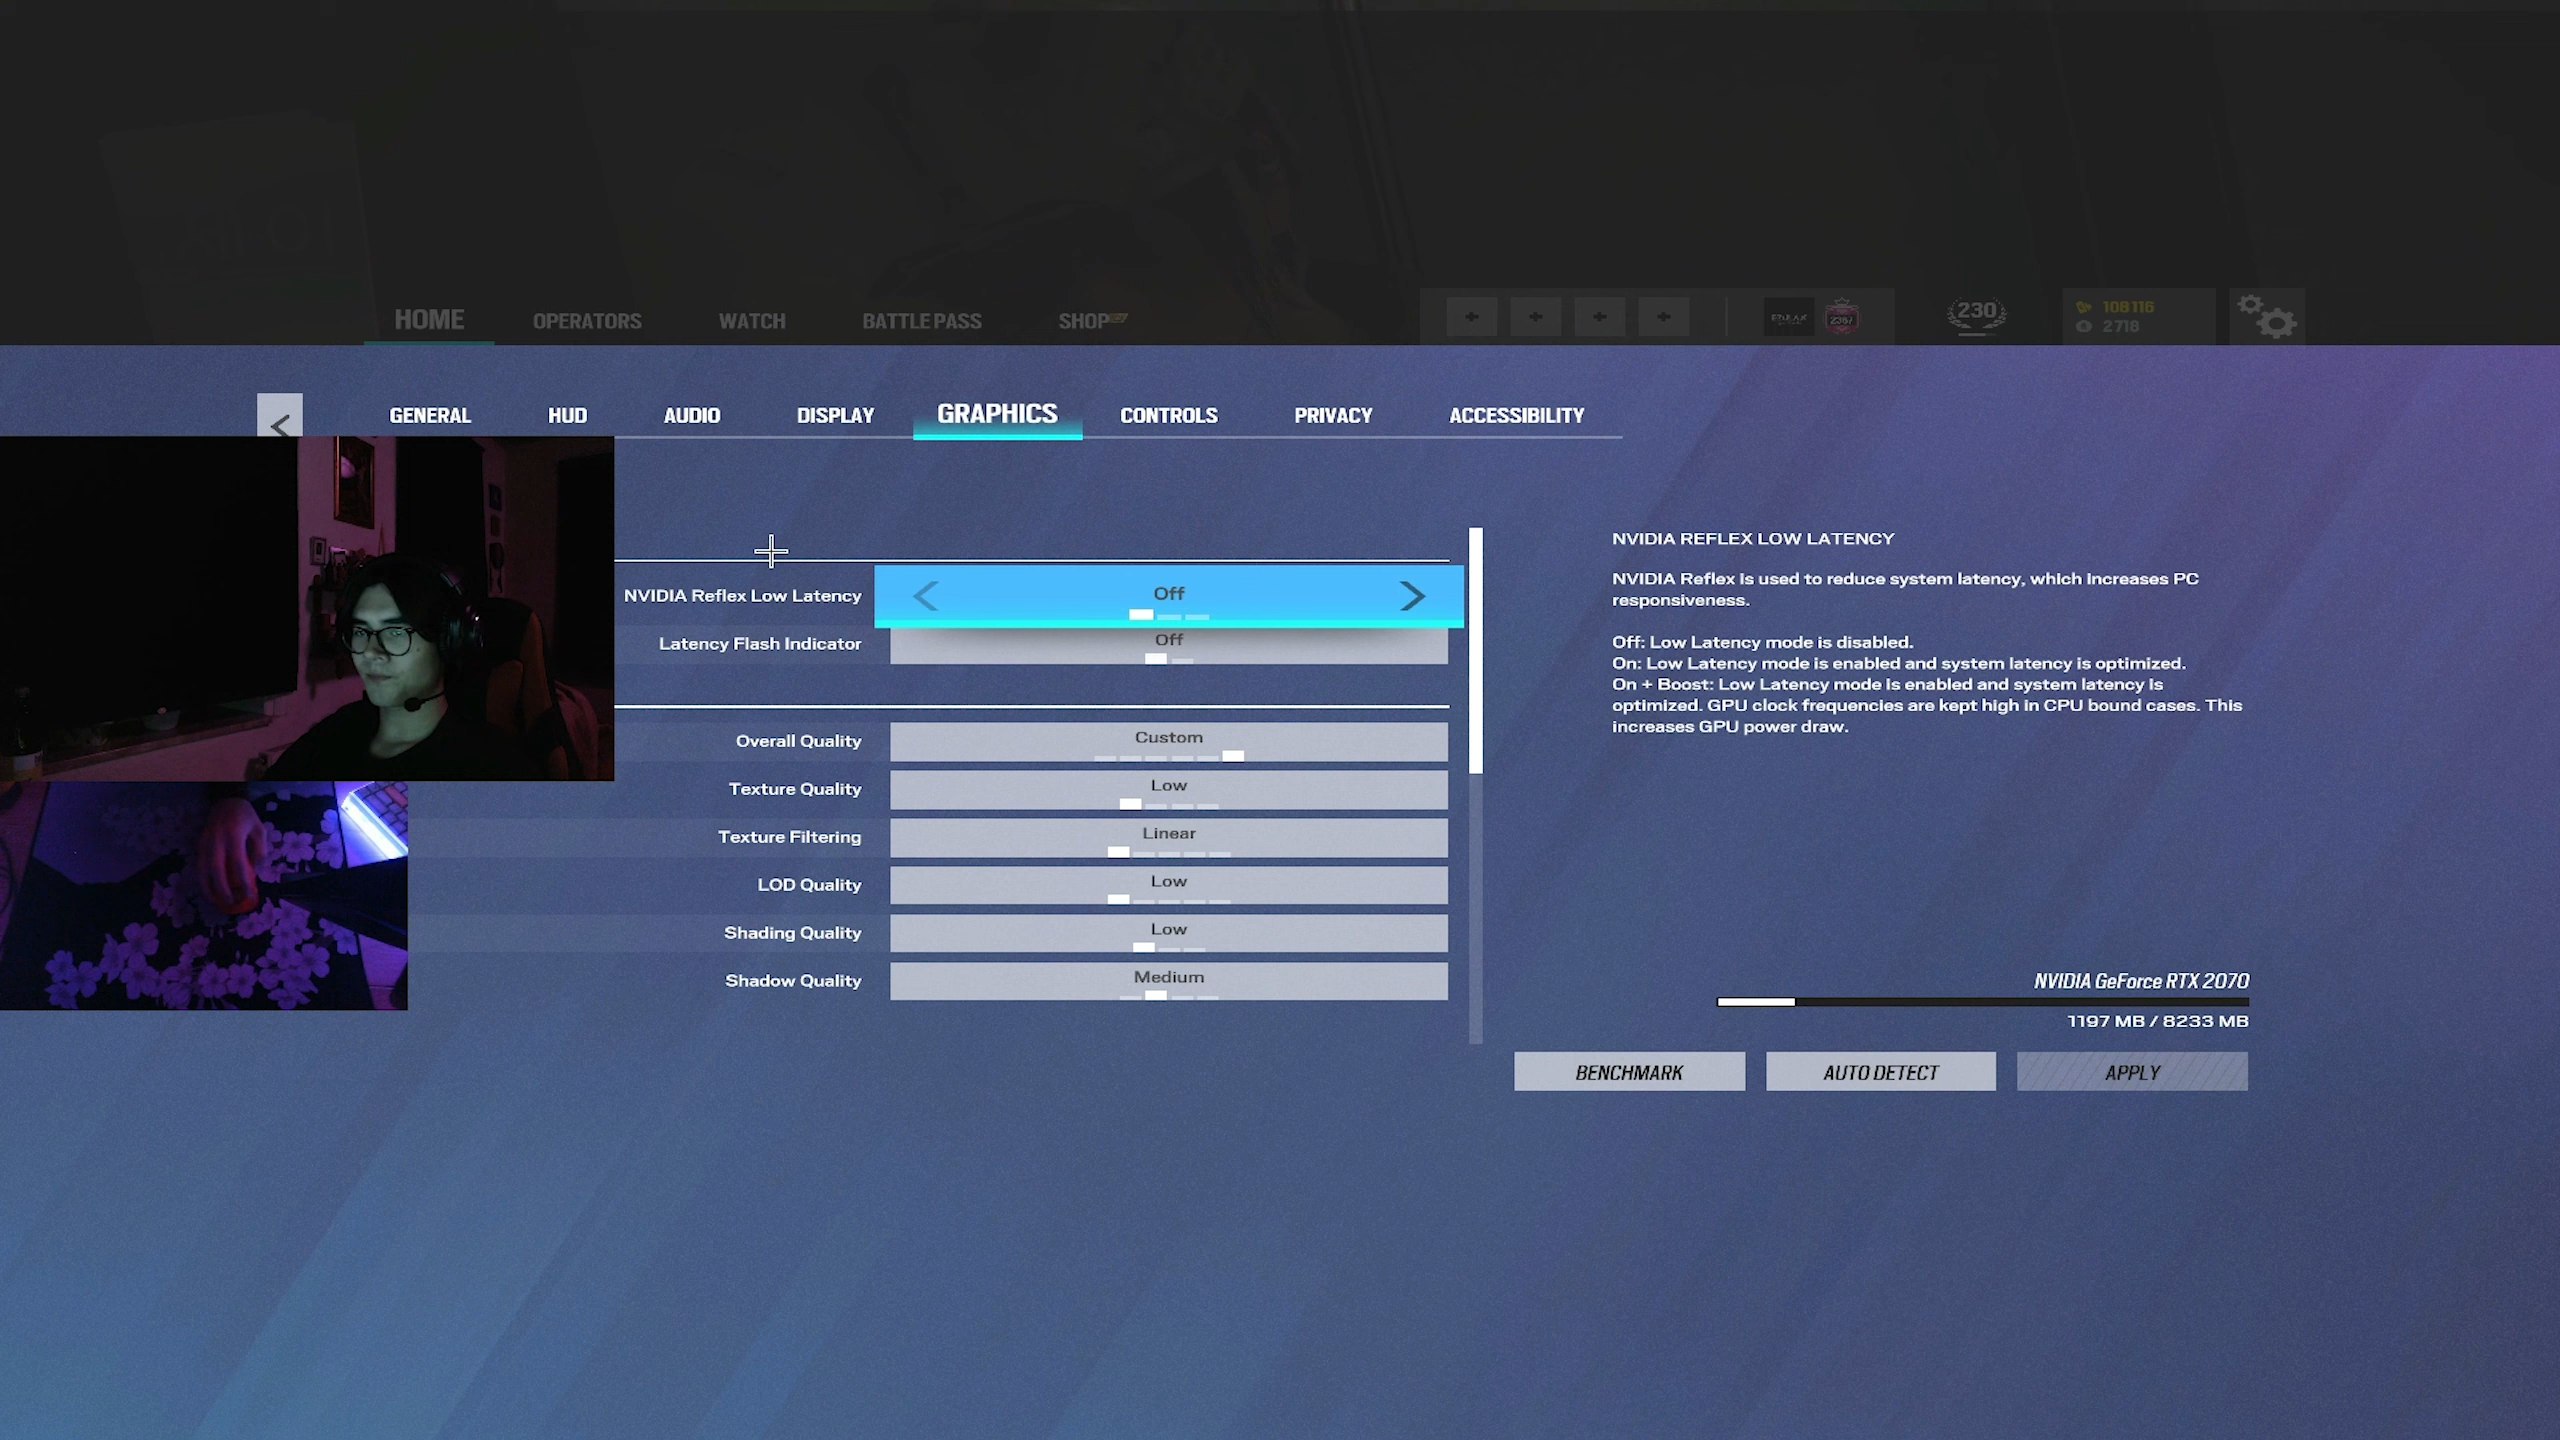 HOME
OPERATORS
WATCH
BATTLE PASS
SHOP
230
108116
2718
GENERAL
HUD
AUDIO
DISPLAY
GRAPHICS
CONTROLS
PRIVACY
ACCESSIBILITY
NVIDIA Reflex Low Latency
Off
Latency Flash Indicator
Off
Overall Quality
Custom
Texture Quality
Low
Texture Filtering
Linear
LOD Quality
Low
Shading Quality
Low
Shadow Quality
Medium
NVIDIA REFLEX LOW LATENCY
NVIDIA Reflex is used to reduce system latency, which increases PC
responsiveness.
Off: Low Latency mode is disabled.
On: Low Latency mode is enabled and system latency is optimized.
On + Boost: Low Latency mode is enabled and system latency is
optimized. GPU clock frequencies are kept high in CPU bound cases. This
increases GPU power draw.
NVIDIA GeForce RTX 2070
1197 MB / 8233 MB
BENCHMARK
AUTO DETECT
APPLY